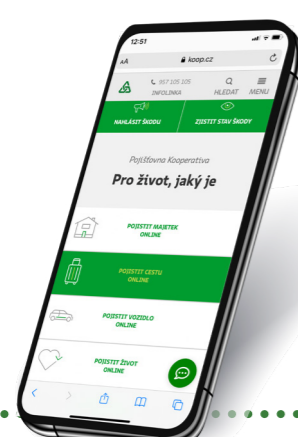 12:51
AA
koop.cz
957 105 105
INFOLINKA
HLEDAT
MENU
NAHLÁSIT ŠKODU
ZJISTIT STAV ŠKODY
Pojišťovna Kooperativa
Pro život, jaký je
POJISTIT MAJETEK
ONLINE
POJISTIT CESTU
ONLINE
POJISTIT VOZIDLO
ONLINE
POJISTIT ŽIVOT
ONLINE